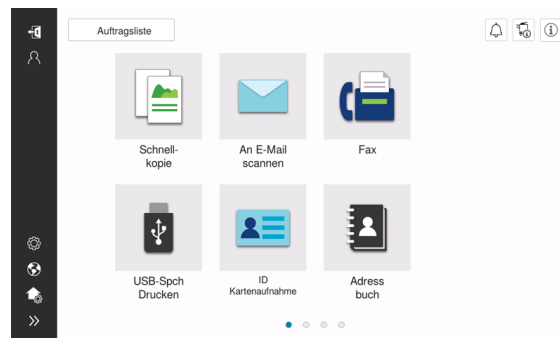 Auftragsliste
Schnell-
kopie
An E-Mail
scannen
Fax
USB-Spch
Drucken
ID
Kartenaufnahme
Adress
buch